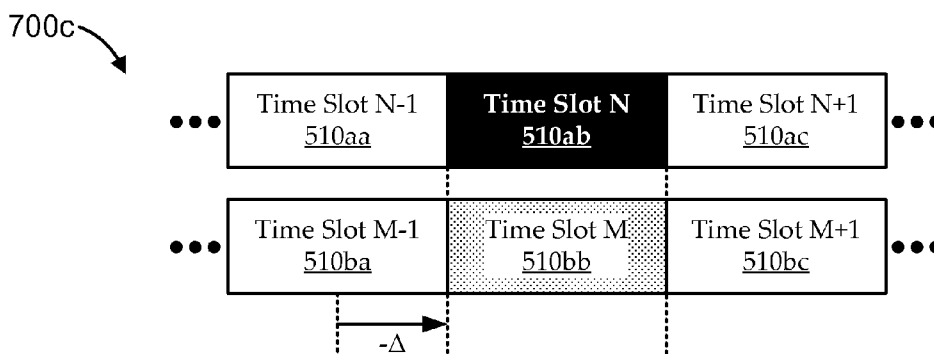 700c
Time Slot N-1
510aa
Time Slot N
510ab
Time Slot N+1
510ac
Time Slot M-1
510ba
Time Slot M
510bb
Time Slot M+1
510bc
-Δ